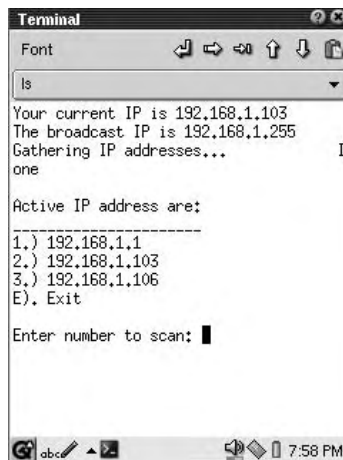 Terminal
Font
ls
Your current IP is 192.168.1.103
The broadcast IP is 192.168.1.255
Gathering IP addresses... D
one
Active IP address are:
1.) 192.168.1.1
2.) 192.168.1.103
3.) 192.168.1.106
E). Exit
Enter number to scan:
abc 7:58 PM